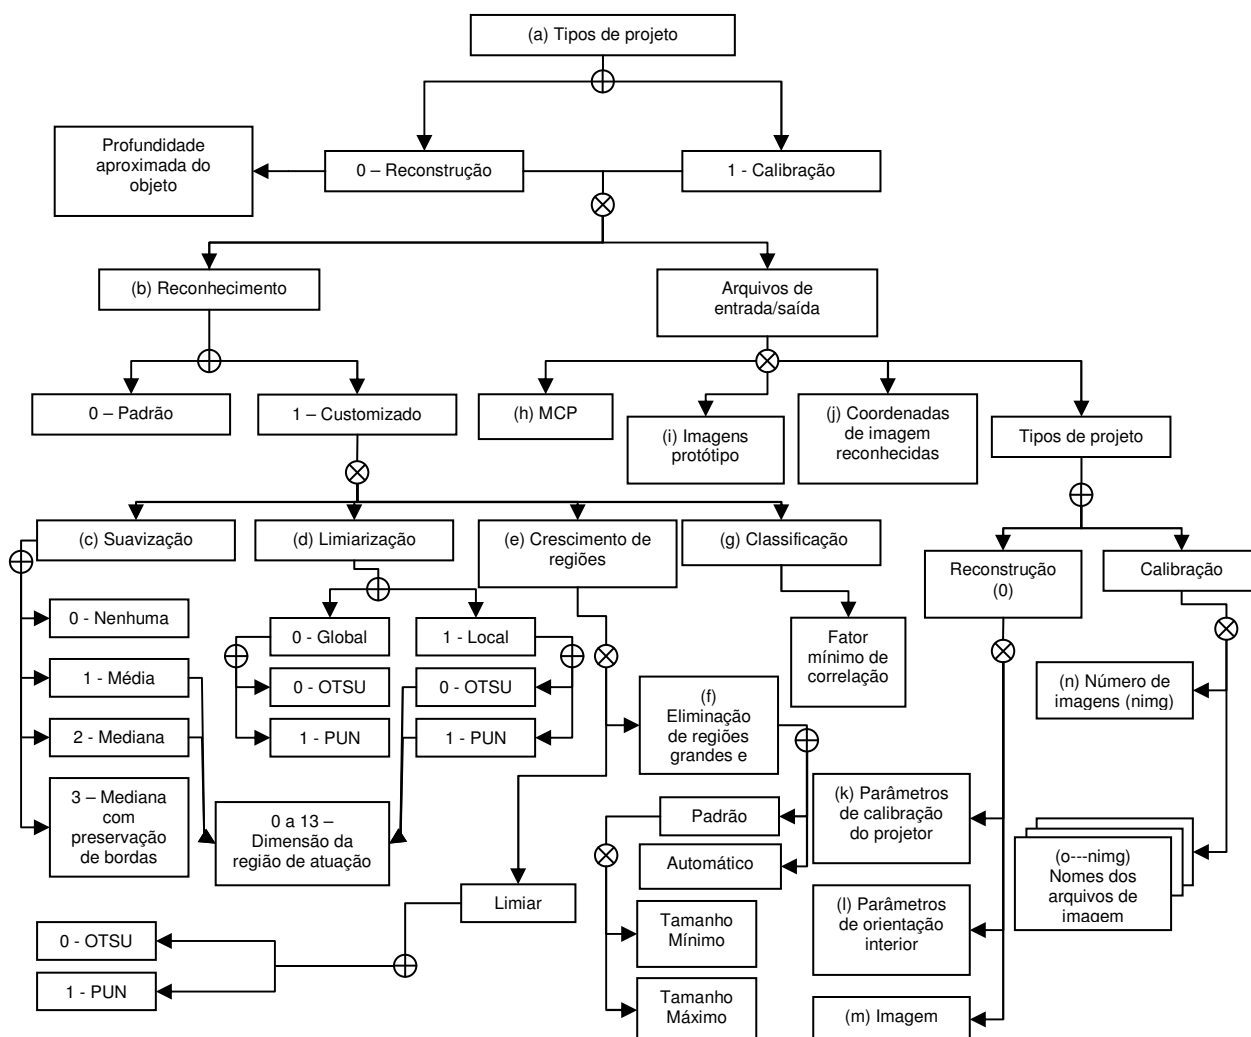 (a) Tipos de projeto
Profundidade
aproximada do
objeto
0 – Reconstrução
1 - Calibração
(b) Reconhecimento
Arquivos de
entrada/saída
0 – Padrão
1 – Customizado
(h) MCP
(i) Imagens
protótipo
(j) Coordenadas
de imagem
reconhecidas
Tipos de projeto
(c) Suavização
(d) Limiarização
(e) Crescimento de
regiões
(g) Classificação
Reconstrução
(0)
Calibração
0 - Nenhuma
1 - Média
2 - Mediana
3 – Mediana
com
preservação
de bordas
0 - Global
0 - OTSU
1 - PUN
1 - Local
0 - OTSU
1 - PUN
0 a 13 –
Dimensão da
região de atuação
Fator
mínimo de
correlação
(f)
Eliminação
de regiões
grandes e
Padrão
Automático
Tamanho
Mínimo
Tamanho
Máximo
Limiar
0 - OTSU
1 - PUN
(k) Parâmetros
de calibração
do projetor
(l) Parâmetros
de orientação
interior
(m) Imagem
(n) Número de
imagens (nimg)
(o---nimg)
Nomes dos
arquivos de
imagem